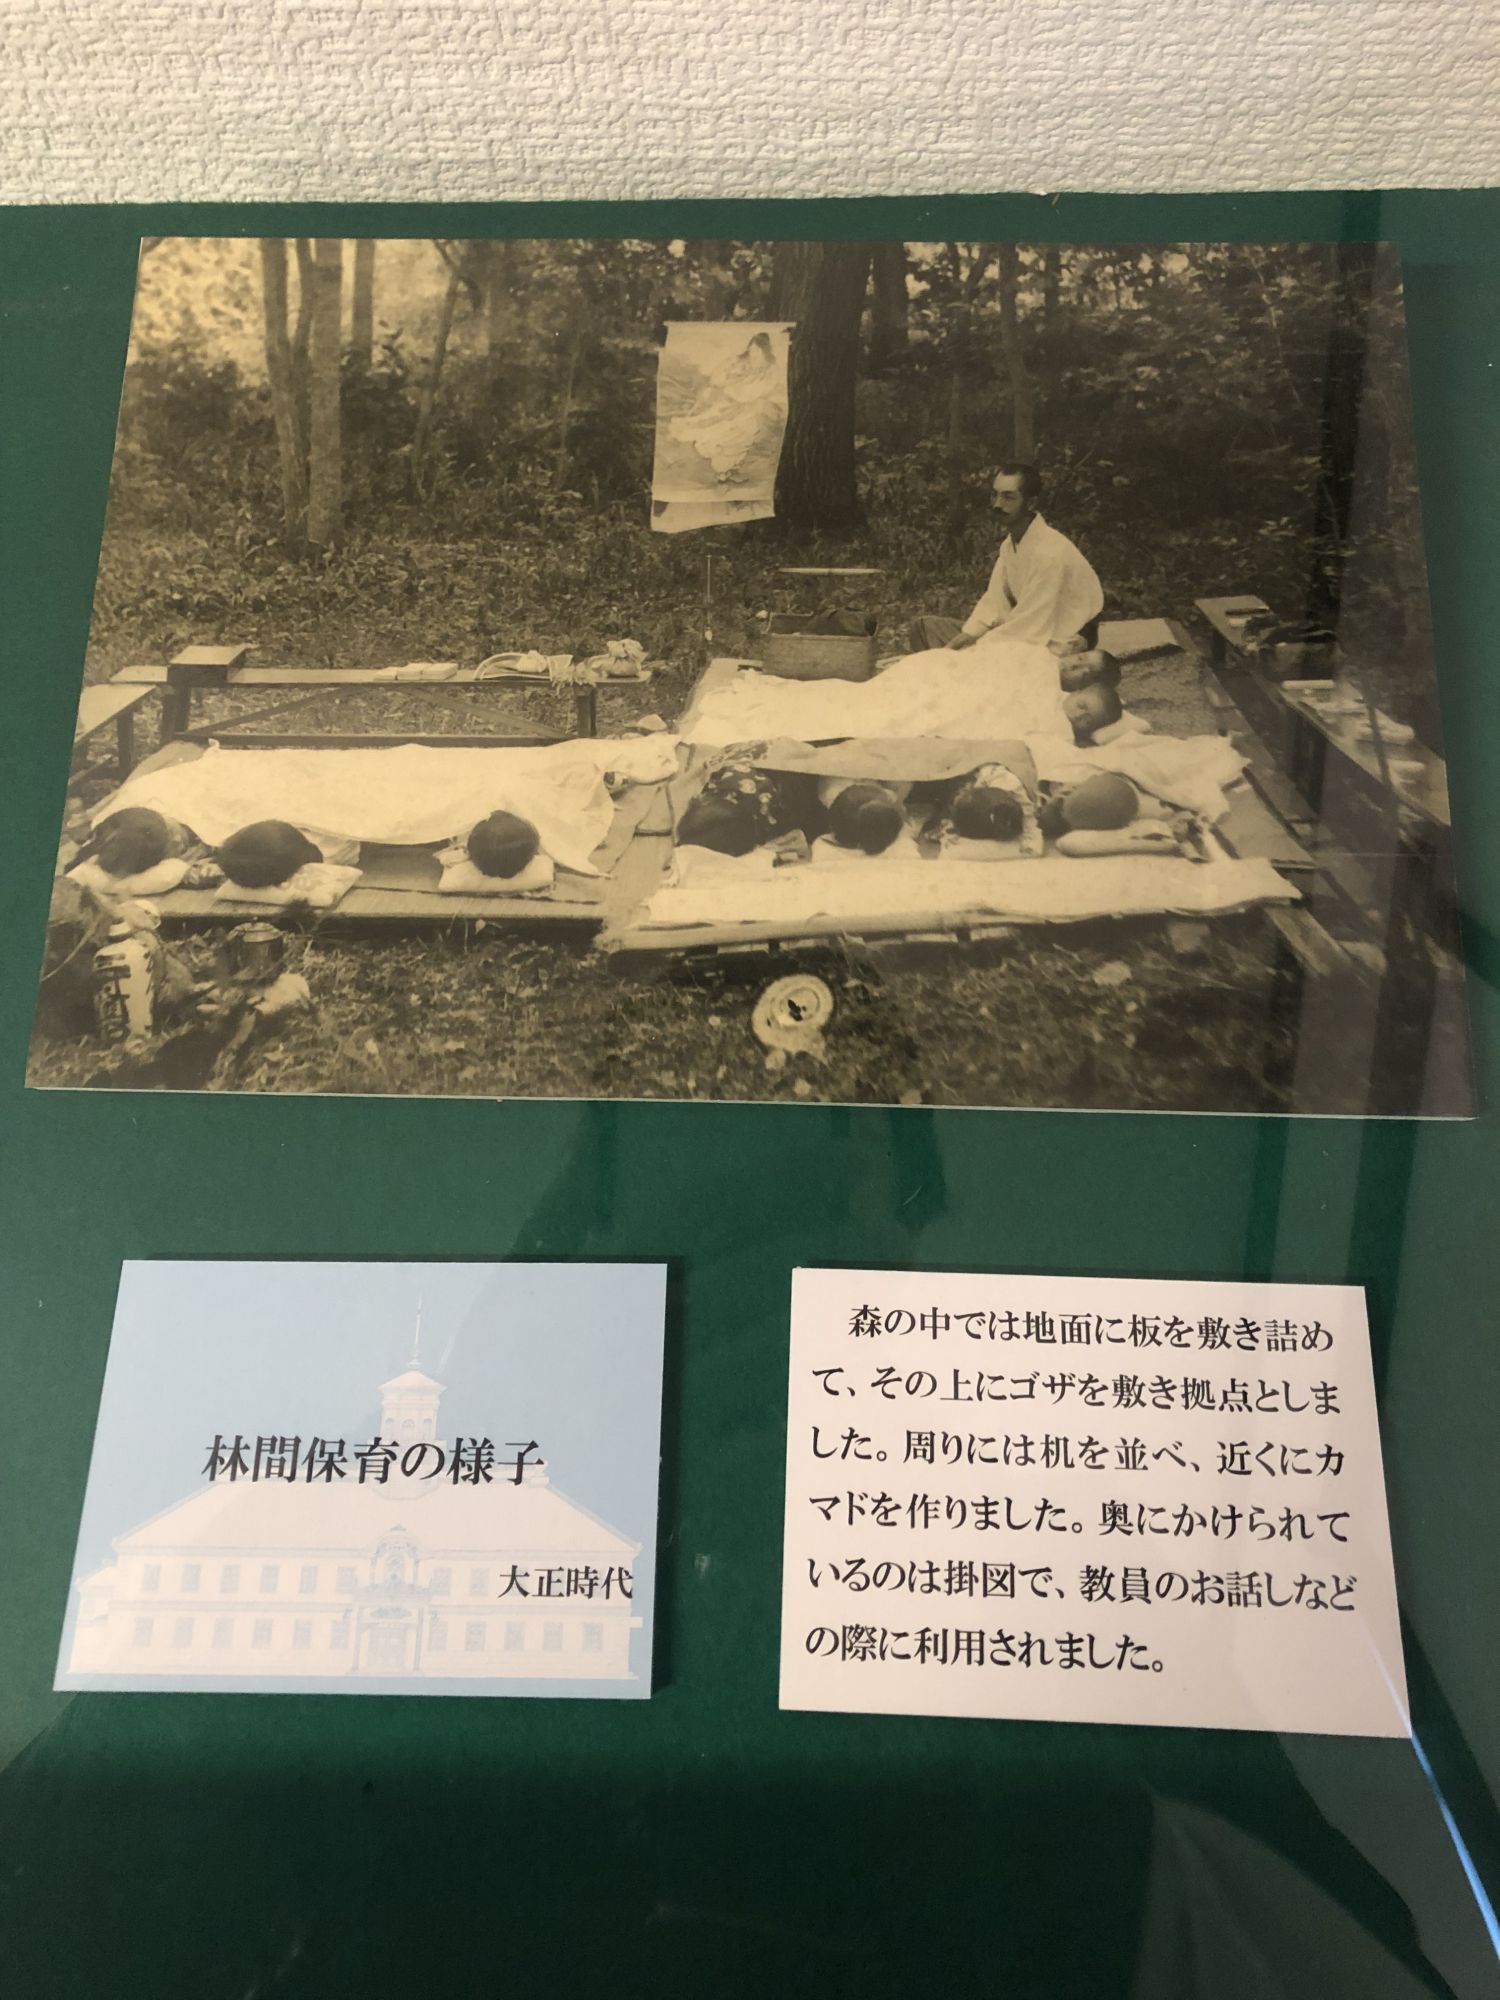 林間保育の様子
大正時代
森の中では地面に板を敷き詰め
て、その上にゴザを敷き拠点としま
した。周りには机を並べ、近くにカ
マドを作りました。奥にかけられて
いるのは掛図で、教員のお話しなど
の際に利用されました。